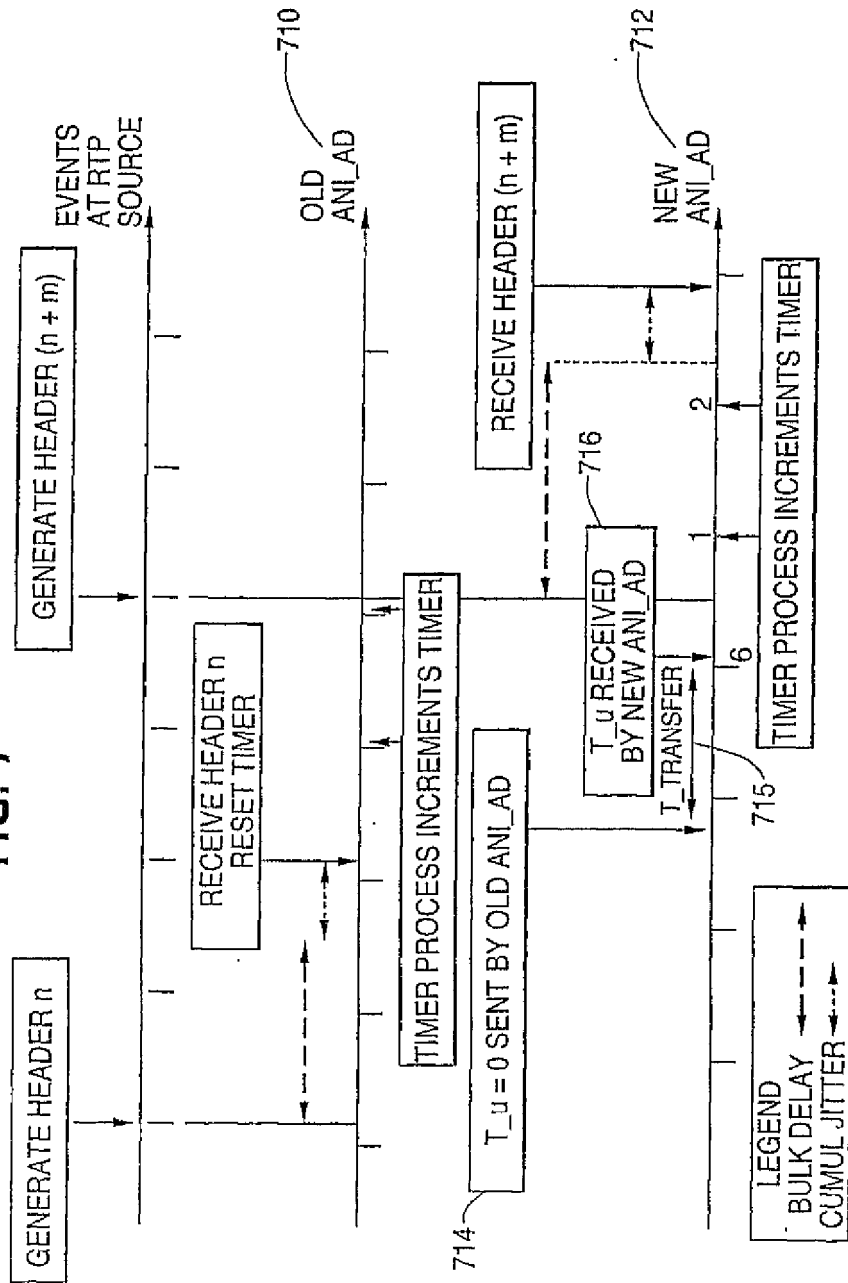 FIG. 7
GENERATE HEADER n
GENERATE HEADER (n + m)
EVENTS
AT RTP
SOURCE
RECEIVE HEADER n
RESET TIMER
OLD
ANI_AD
710
TIMER PROCESS INCREMENTS TIMER
714
T_u = 0 SENT BY OLD ANI_AD
T_u RECEIVED
BY NEW ANI_AD
716
RECEIVE HEADER (n + m)
T_TRANSFER
715
6
1
2
NEW
ANI_AD
712
TIMER PROCESS INCREMENTS TIMER
LEGEND
BULK DELAY
CUMUL JITTER